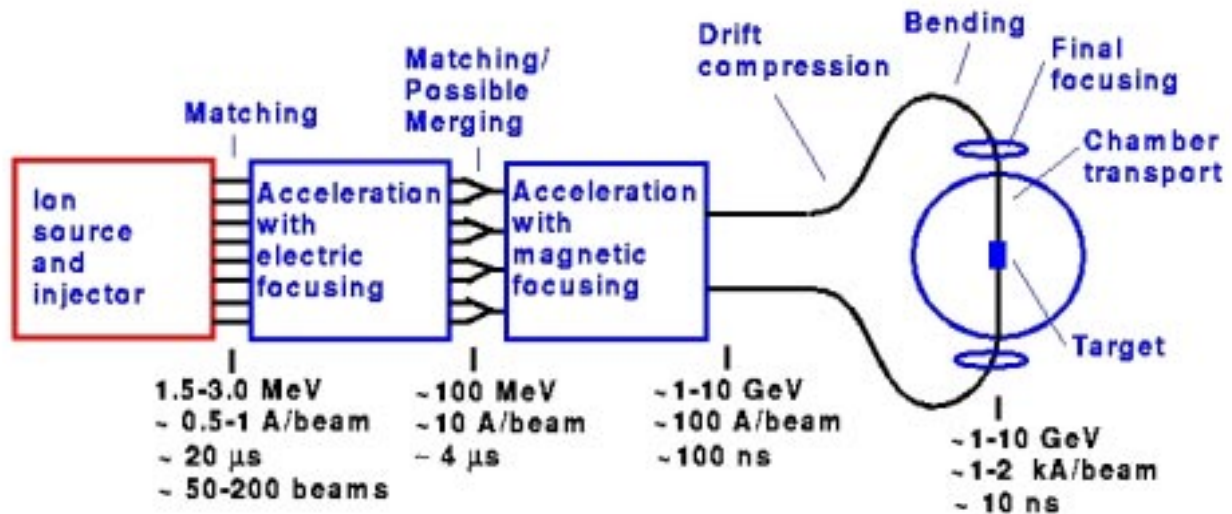 Matching
Matching/
Possible
Merging
Drift
compression
Bending
Final
focusing
Chamber
transport
Target
Ion
source
and
injector
Acceleration
with
electric
focusing
Acceleration
with
magnetic
focusing
1.5-3.0 MeV
~ 0.5-1 A/beam
~ 20 μs
~ 50-200 beams
~100 MeV
~10 A/beam
~ 4 μs
~1-10 GeV
~100 A/beam
~100 ns
~1-10 GeV
~1-2 kA/beam
~ 10 ns